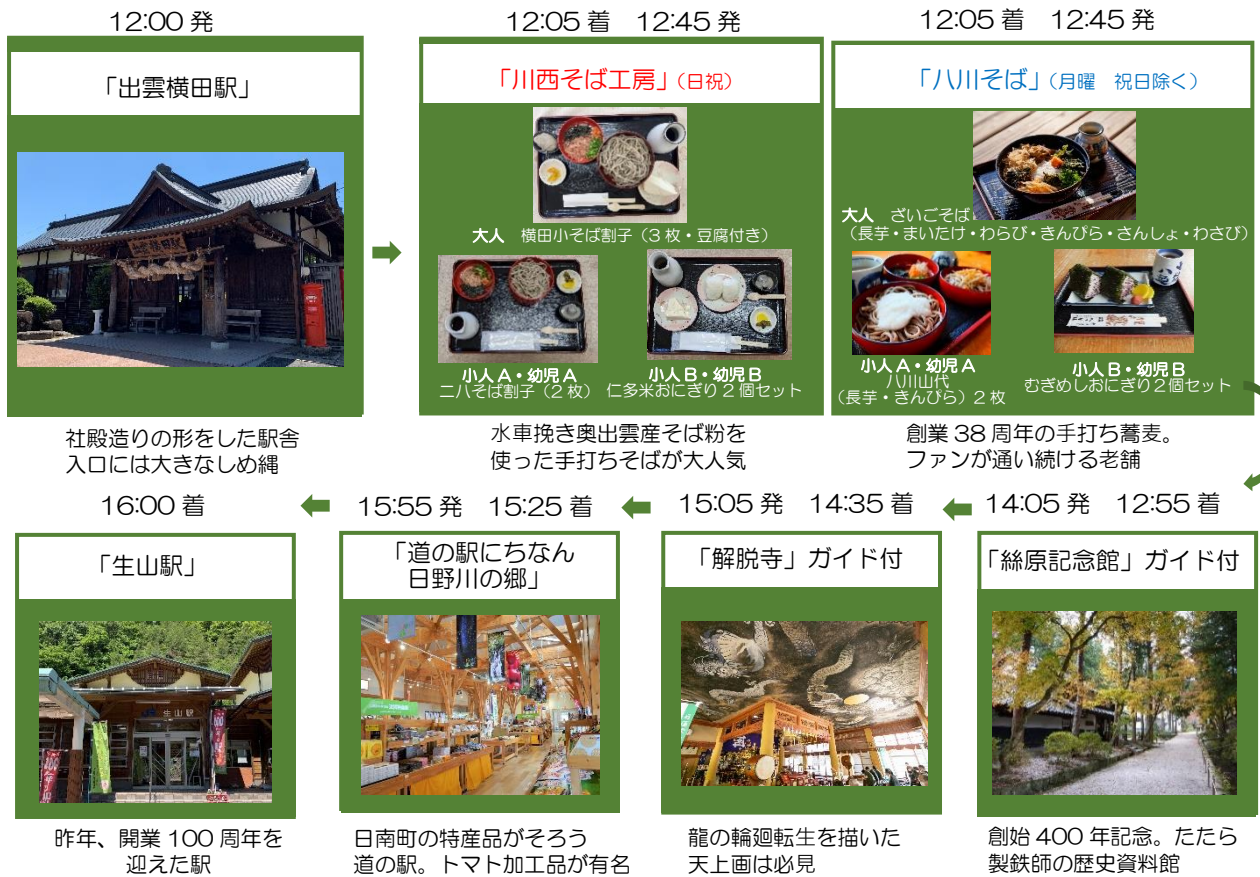 12:00 発
「出雲横田駅」
社殿造りの形をした駅舎
入口には大きなしめ縄
12:05 着　12:45 発
「川西そば工房」（日祝）
大人　横田小そば割子（3 枚・豆腐付き）
小人 A・幼児 A
二八そば割子（2 枚）
小人 B・幼児 B
仁多米おにぎり 2 個セット
水車挽き奥出雲産そば粉を
使った手打ちそばが大人気
12:05 着　12:45 発
「八川そば」（月曜　祝日除く）
大人　ざいごそば
（長芋・まいたけ・わらび・きんぴら・さんしょ・わさび）
小人 A・幼児 A
八川山代
（長芋・きんぴら）2 枚
小人 B・幼児 B
むぎめしおにぎり 2 個セット
創業 38 周年の手打ち蕎麦。
ファンが通い続ける老舗
14:05 発　12:55 着
「絲原記念館」ガイド付
創始 400 年記念。たたら
製鉄師の歴史資料館
15:05 発　14:35 着
「解脱寺」ガイド付
龍の輪廻転生を描いた
天上画は必見
15:55 発　15:25 着
「道の駅にちなん
日野川の郷」
日南町の特産品がそろう
道の駅。トマト加工品が有名
16:00 着
「生山駅」
生山駅
昨年、開業 100 周年を
迎えた駅